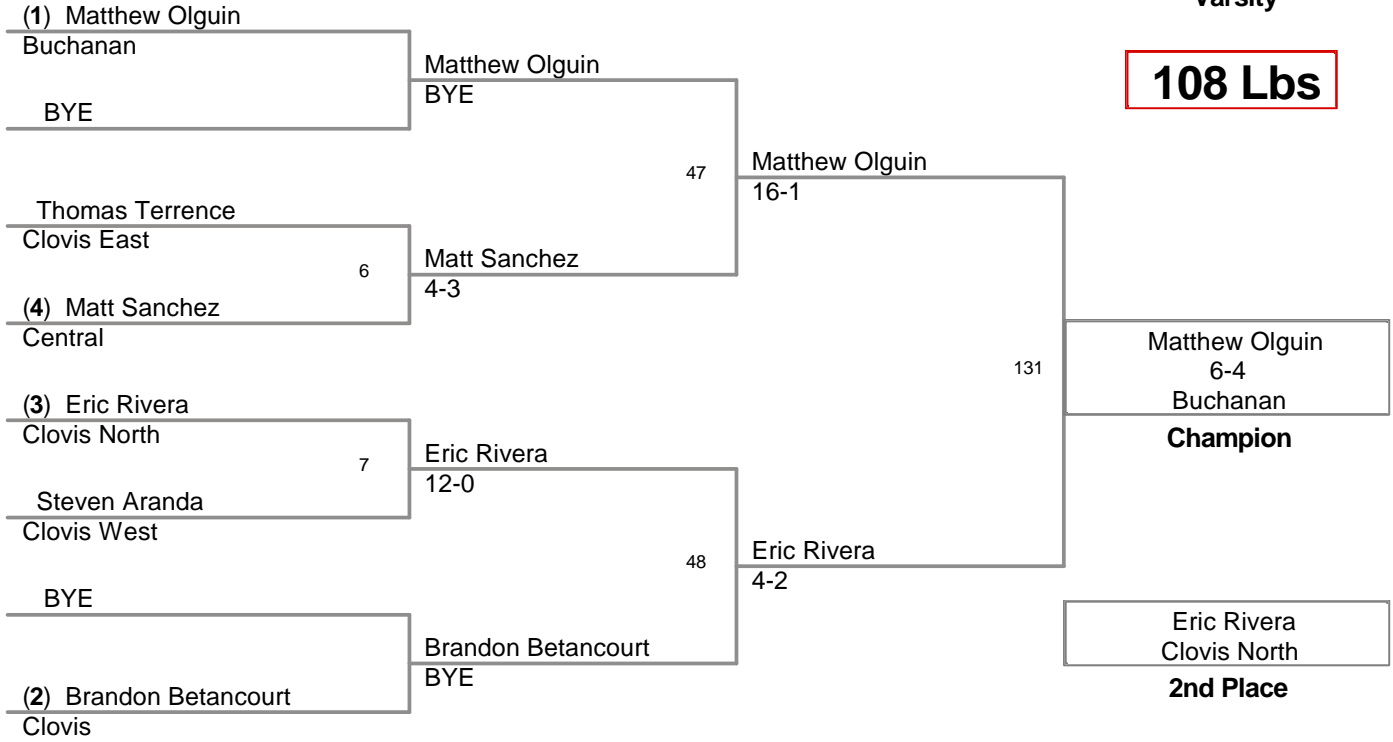 Varsity
108 Lbs
(1) Matthew Olguin
Buchanan
BYE
Thomas Terrence
Clovis East
6
(4) Matt Sanchez
Central
(3) Eric Rivera
Clovis North
7
Steven Aranda
Clovis West
BYE
(2) Brandon Betancourt
Clovis
Matthew Olguin
BYE
47
Matt Sanchez
4-3
Eric Rivera
12-0
48
Brandon Betancourt
BYE
Matthew Olguin
16-1
131
Eric Rivera
4-2
Matthew Olguin
6-4
Buchanan
Champion
Eric Rivera
Clovis North
2nd Place